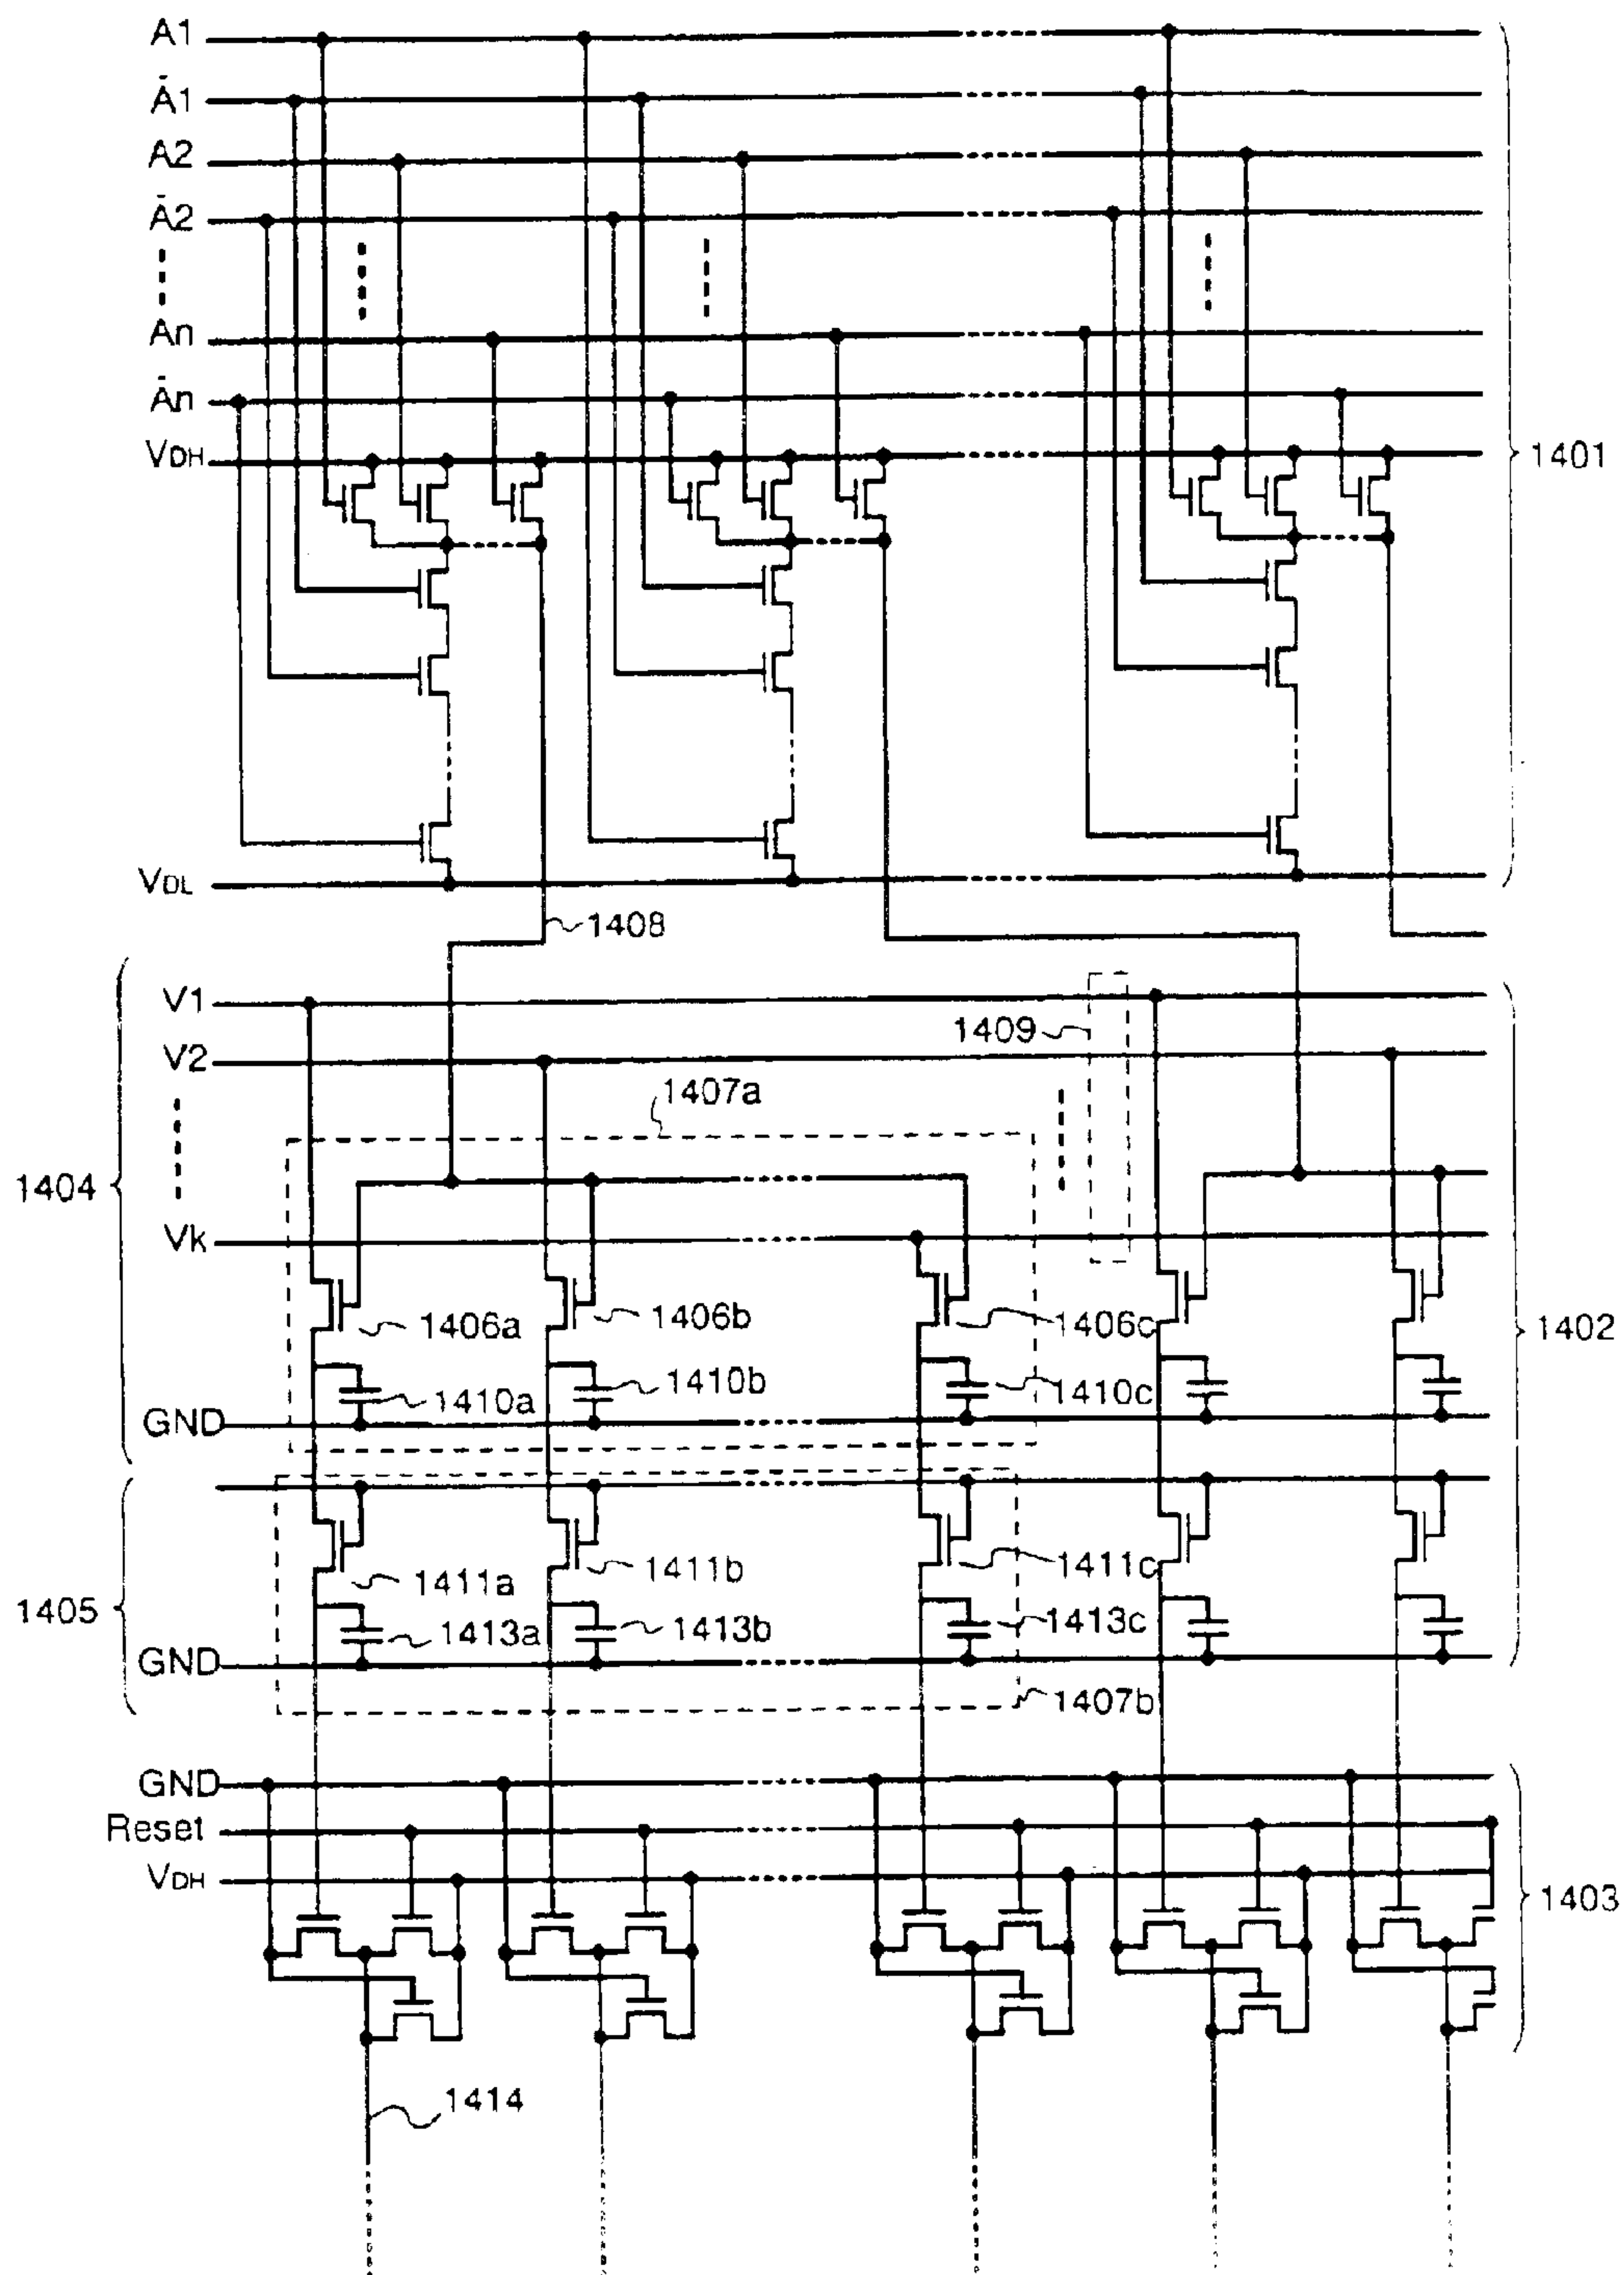 A1
Ā1
A2
Ā2
An
Ān
VDH
1401
VDL
1408
V1
1409
V2
1407a
1404
Vk
1406a
1406b
1406c
1402
1410a
1410b
1410c
GND
1411a
1411b
1411c
1405
1413a
1413b
1413c
GND
1407b
GND
Reset
VDH
1403
1414